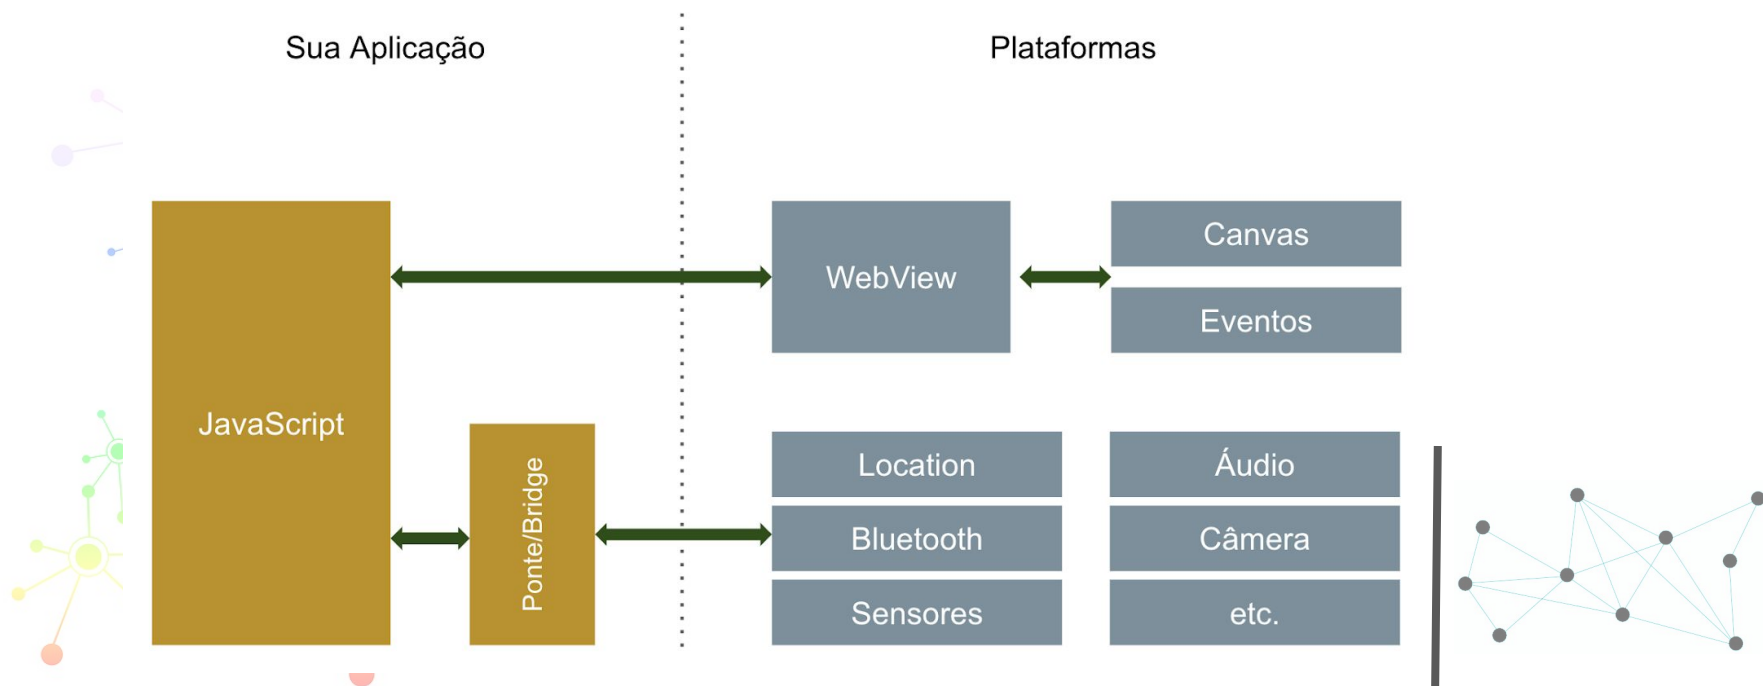 Sua Aplicação
Plataformas
JavaScript
Ponte/Bridge
WebView
Canvas
Eventos
Location
Áudio
Bluetooth
Câmera
Sensores
etc.